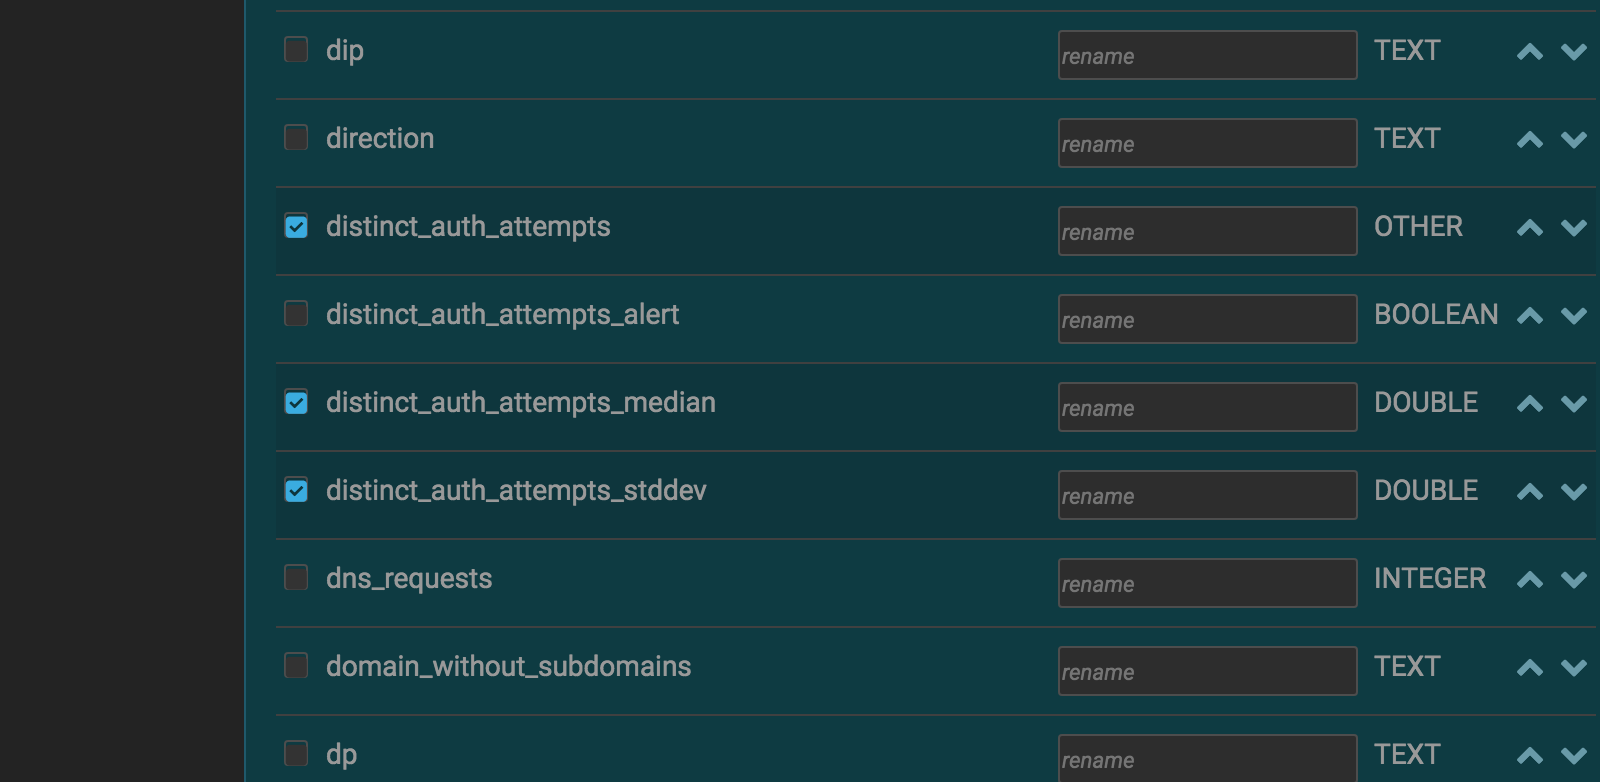 dip rename TEXT
direction rename TEXT
distinct_auth_attempts rename OTHER
distinct_auth_attempts_alert rename BOOLEAN
distinct_auth_attempts_median rename DOUBLE
distinct_auth_attempts_stddev rename DOUBLE
dns_requests rename INTEGER
domain_without_subdomains rename TEXT
dp rename TEXT